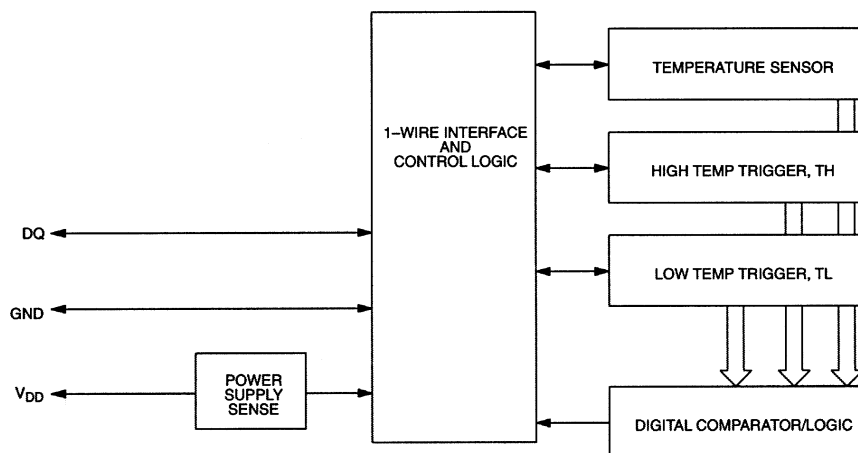 TEMPERATURE SENSOR
1–WIRE INTERFACE
AND
CONTROL LOGIC
HIGH TEMP TRIGGER, TH
DQ
LOW TEMP TRIGGER, TL
GND
POWER
SUPPLY
SENSE
VDD
DIGITAL COMPARATOR/LOGIC